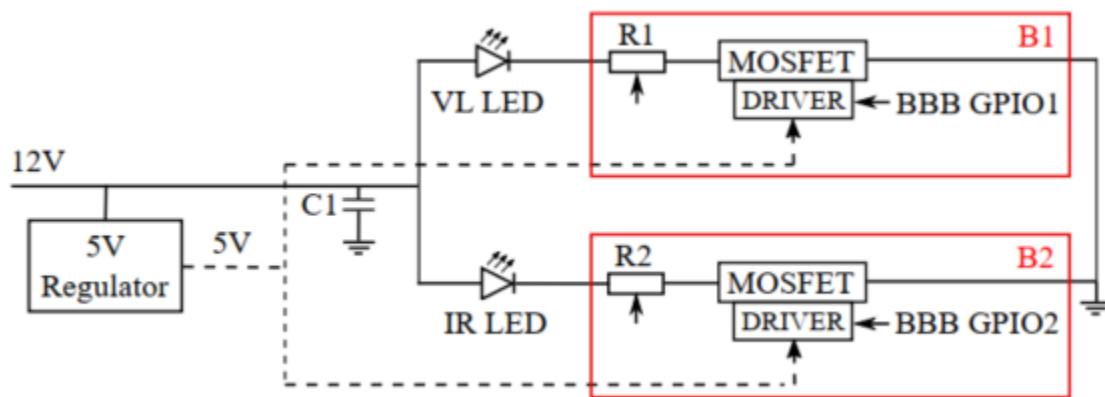 R1
MOSFET
B1
VL LED
DRIVER
BBB GPIO1
12V
C1
5V
Regulator
5V
R2
MOSFET
B2
IR LED
DRIVER
BBB GPIO2